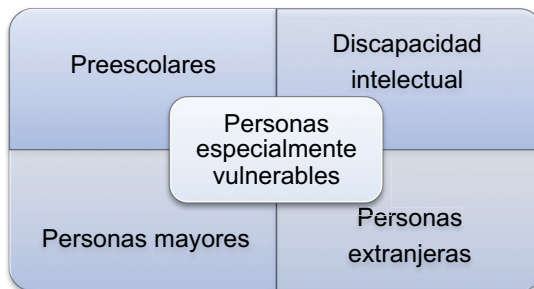 Preescolares
Discapacidad
intelectual
Personas
especialmente
vulnerables
Personas mayores
Personas
extranjeras